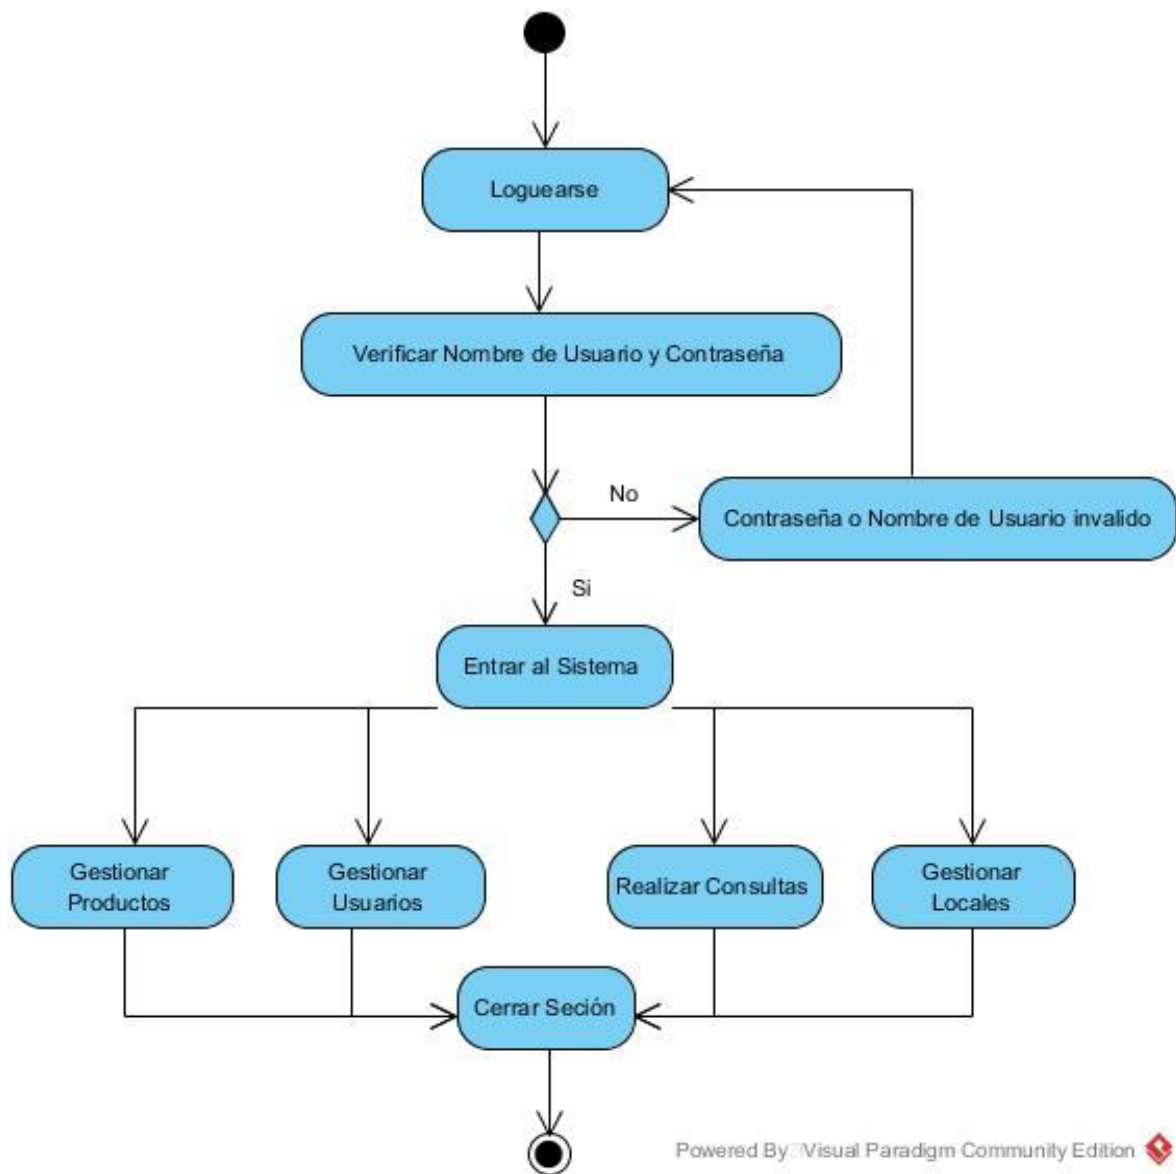 Loguearse
Verificar Nombre de Usuario y Contraseña
No
Contraseña o Nombre de Usuario invalido
Si
Entrar al Sistema
Gestionar
Productos
Gestionar
Usuarios
Realizar Consultas
Gestionar
Locales
Cerrar Seción
Powered By Visual Paradigm Community Edition